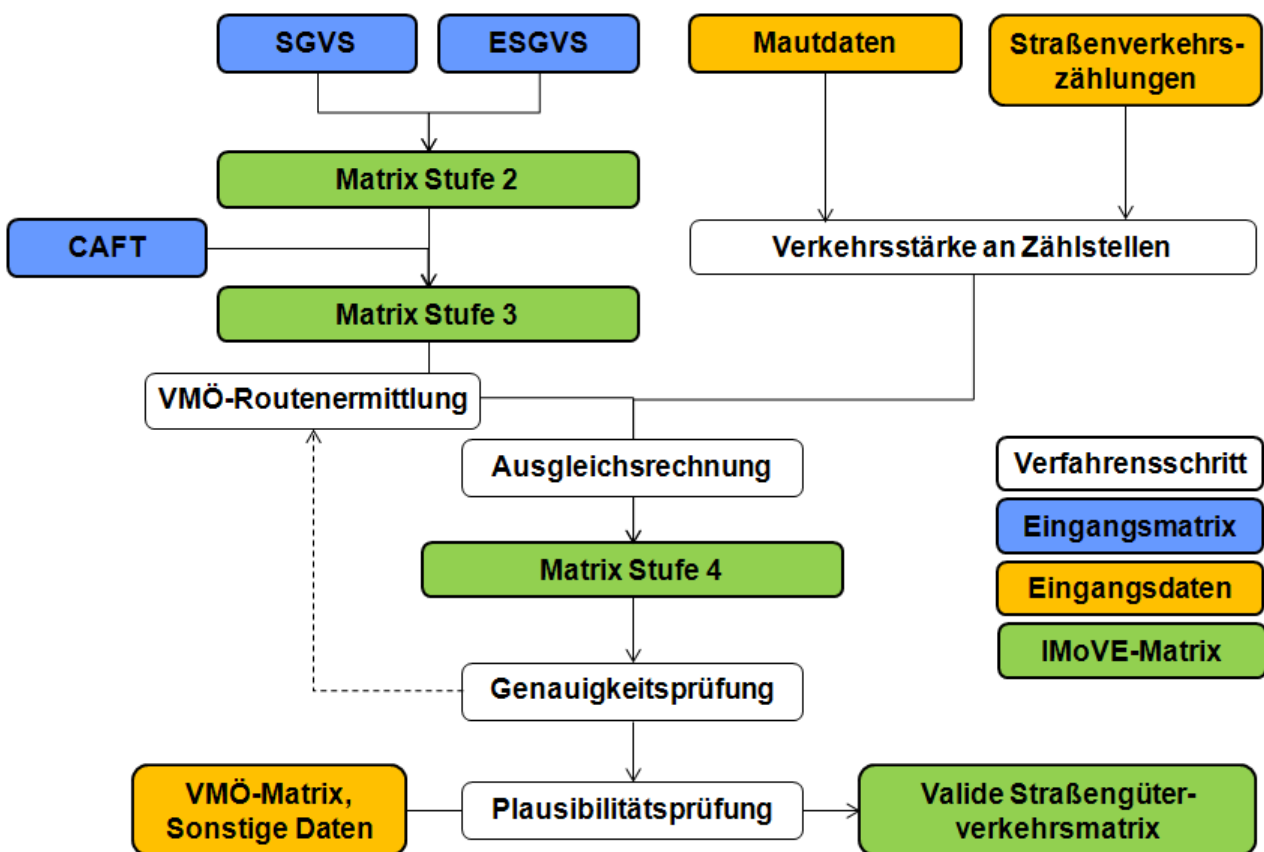 SGVS
ESGVS
Mautdaten
Straßenverkehrs-
zählungen
Matrix Stufe 2
CAFT
Verkehrsstärke an Zählstellen
Matrix Stufe 3
VMÖ-Routenermittlung
Ausgleichsrechnung
Verfahrensschritt
Eingangsmatrix
Matrix Stufe 4
Eingangsdaten
IMoVE-Matrix
Genauigkeitsprüfung
VMÖ-Matrix,
Sonstige Daten
Plausibilitätsprüfung
Valide Straßengüter-
verkehrsmatrix